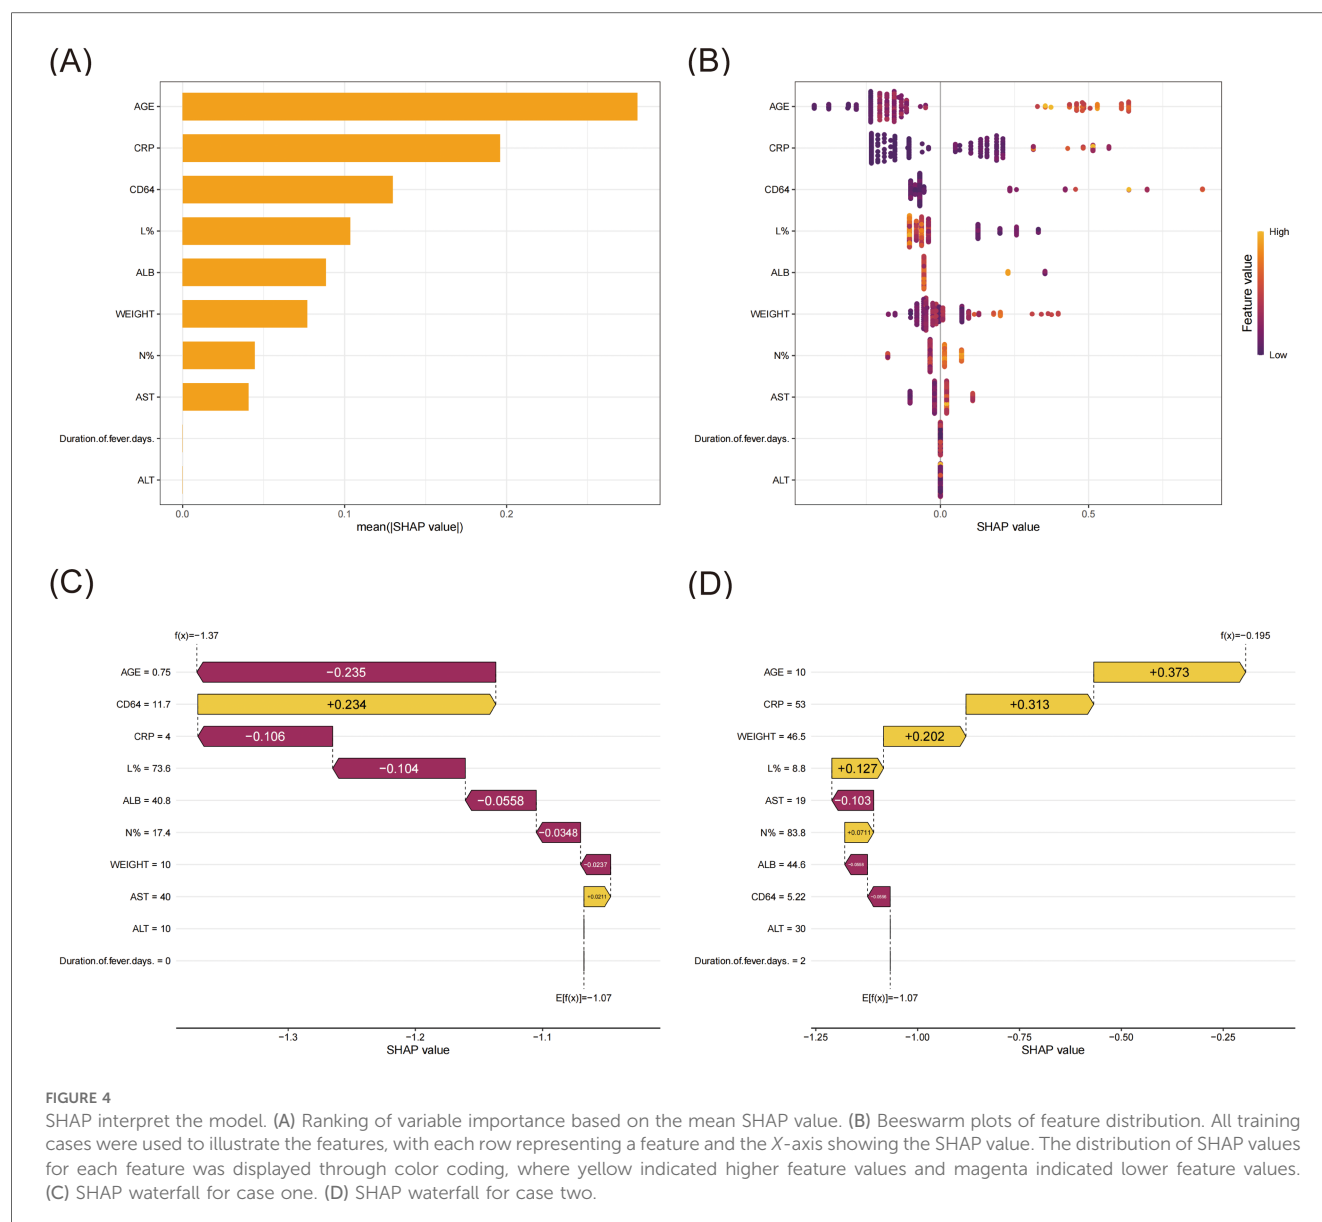 (A)
AGE
CRP
CD64
L%
ALB
WEIGHT
N%
AST
Duration.of.fever.days.
ALT
0.0
0.1
0.2
mean(|SHAP value|)
(B)
AGE
CRP
CD64
L%
ALB
WEIGHT
N%
AST
Duration.of.fever.days.
ALT
0.0
0.5
SHAP value
High
Feature value
Low
(C)
f(x)=−1.37
AGE = 0.75
−0.235
CD64 = 11.7
+0.234
CRP = 4
−0.106
L% = 73.6
−0.104
ALB = 40.8
−0.0558
N% = 17.4
−0.0348
WEIGHT = 10
−0.0237
AST = 40
+0.0211
ALT = 10
Duration.of.fever.days. = 0
E[f(x)]=−1.07
−1.3
−1.2
−1.1
SHAP value
(D)
f(x)=−0.195
AGE = 10
+0.373
CRP = 53
+0.313
WEIGHT = 46.5
+0.202
L% = 8.8
+0.127
AST = 19
−0.103
N% = 83.8
+0.0711
ALB = 44.6
CD64 = 5.22
ALT = 30
Duration.of.fever.days. = 2
E[f(x)]=−1.07
−1.25
−1.00
−0.75
−0.50
−0.25
SHAP value
FIGURE 4
SHAP interpret the model. (A) Ranking of variable importance based on the mean SHAP value. (B) Beeswarm plots of feature distribution. All training
cases were used to illustrate the features, with each row representing a feature and the X-axis showing the SHAP value. The distribution of SHAP values
for each feature was displayed through color coding, where yellow indicated higher feature values and magenta indicated lower feature values.
(C) SHAP waterfall for case one. (D) SHAP waterfall for case two.